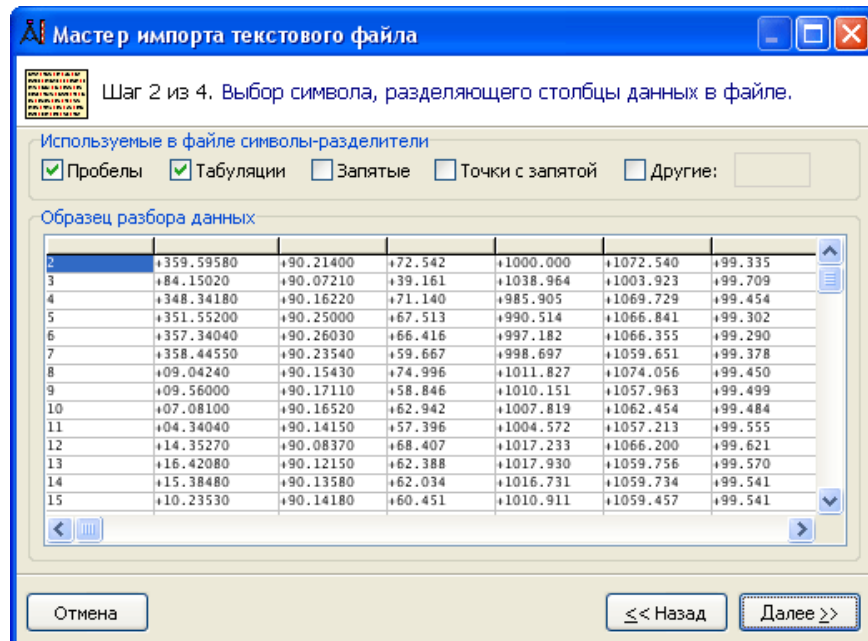 Мастер импорта текстового файла
Шаг 2 из 4. Выбор символа, разделяющего столбцы данных в файле.
Используемые в файле символы-разделители
Пробелы Табуляции Запятые Точки с запятой Другие:
Образец разбора данных
2 +359.59580 +90.21400 +72.542 +1000.000 +1072.540 +99.335
3 +84.15020 +90.07210 +39.161 +1038.964 +1003.923 +99.709
4 +348.34180 +90.16220 +71.140 +985.905 +1069.729 +99.454
5 +351.55200 +90.25000 +67.513 +990.514 +1066.841 +99.302
6 +357.34040 +90.26030 +66.416 +997.182 +1066.355 +99.290
7 +358.44550 +90.23540 +59.667 +998.697 +1059.651 +99.378
8 +09.04240 +90.15430 +74.996 +1011.827 +1074.056 +99.450
9 +09.56000 +90.17110 +58.846 +1010.151 +1057.963 +99.499
10 +07.08100 +90.16520 +62.942 +1007.819 +1062.454 +99.484
11 +04.34040 +90.14150 +57.396 +1004.572 +1057.213 +99.555
12 +14.35270 +90.08370 +68.407 +1017.233 +1066.200 +99.621
13 +16.42080 +90.12150 +62.388 +1017.930 +1059.756 +99.570
14 +15.38480 +90.13580 +62.034 +1016.731 +1059.734 +99.541
15 +10.23530 +90.14180 +60.451 +1010.911 +1059.457 +99.541
Отмена << Назад Далее >>